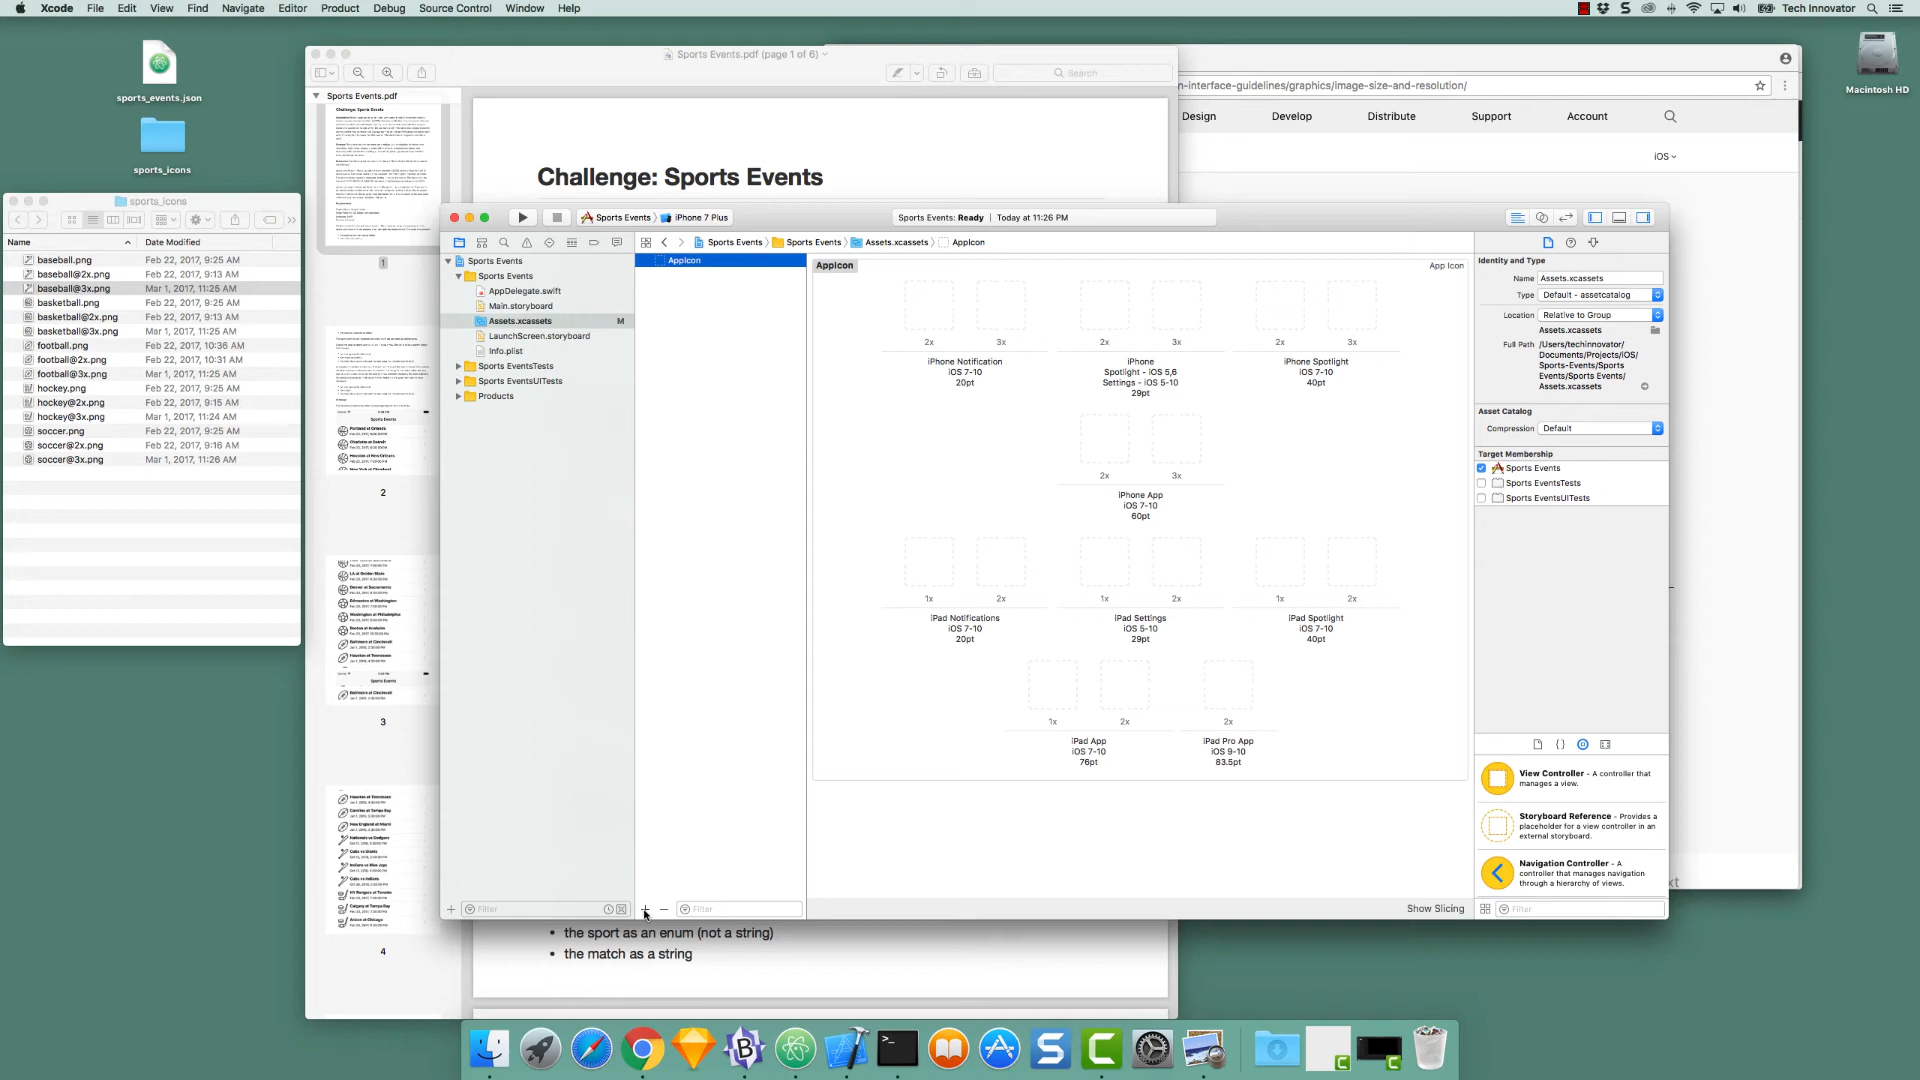 Xcode File Edit View Find Navigate Editor Product Debug Source Control Window Help
Tech Innovator
sports_events.json
sports_icons
Macintosh HD
Sports Events.pdf (page 1 of 6)
Search
Sports Events.pdf
1
2
3
4
n-interface-guidelines/graphics/image-size-and-resolution/
Design Develop Distribute Support Account
iOS
Challenge: Sports Events
sports_icons
Name Date Modified
baseball.png Feb 22, 2017, 9:25 AM
baseball@2x.png Feb 22, 2017, 9:13 AM
baseball@3x.png Mar 1, 2017, 11:25 AM
basketball.png Feb 22, 2017, 9:25 AM
basketball@2x.png Feb 22, 2017, 9:12 AM
basketball@3x.png Mar 1, 2017, 11:25 AM
football.png Feb 22, 2017, 10:36 AM
football@2x.png Feb 22, 2017, 10:31 AM
football@3x.png Mar 1, 2017, 11:25 AM
hockey.png Feb 22, 2017, 9:25 AM
hockey@2x.png Feb 22, 2017, 9:15 AM
hockey@3x.png Mar 1, 2017, 11:24 AM
soccer.png Feb 22, 2017, 9:25 AM
soccer@2x.png Feb 22, 2017, 9:16 AM
soccer@3x.png Mar 1, 2017, 11:26 AM
Sports Events iPhone 7 Plus
Sports Events: Ready | Today at 11:26 PM
Sports Events Sports Events Assets.xcassets AppIcon
Sports Events
Sports Events
AppDelegate.swift
Main.storyboard
Assets.xcassets M
LaunchScreen.storyboard
Info.plist
Sports EventsTests
Sports EventsUITests
Products
Filter
AppIcon
Filter
AppIcon
App Icon
2x 3x
iPhone Notification
iOS 7-10
20pt
2x 3x
iPhone
Spotlight - iOS 5,6
Settings - iOS 5-10
29pt
2x 3x
iPhone Spotlight
iOS 7-10
40pt
2x 3x
iPhone App
iOS 7-10
60pt
1x 2x
iPad Notifications
iOS 7-10
20pt
1x 2x
iPad Settings
iOS 5-10
29pt
1x 2x
iPad Spotlight
iOS 7-10
40pt
1x 2x
iPad App
iOS 7-10
76pt
2x
iPad Pro App
iOS 9-10
83.5pt
Show Slicing
Identity and Type
Name Assets.xcassets
Type Default - assetcatalog
Location Relative to Group
Assets.xcassets
Full Path /Users/techinnovator/
Documents/Projects/iOS/
Sports-Events/Sports
Events/Sports Events/
Assets.xcassets
Asset Catalog
Compression Default
Target Membership
Sports Events
Sports EventsTests
Sports EventsUITests
View Controller - A controller that
manages a view.
Storyboard Reference - Provides a
placeholder for a view controller in an
external storyboard.
Navigation Controller - A
controller that manages navigation
through a hierarchy of views.
Filter
• the sport as an enum (not a string)
• the match as a string